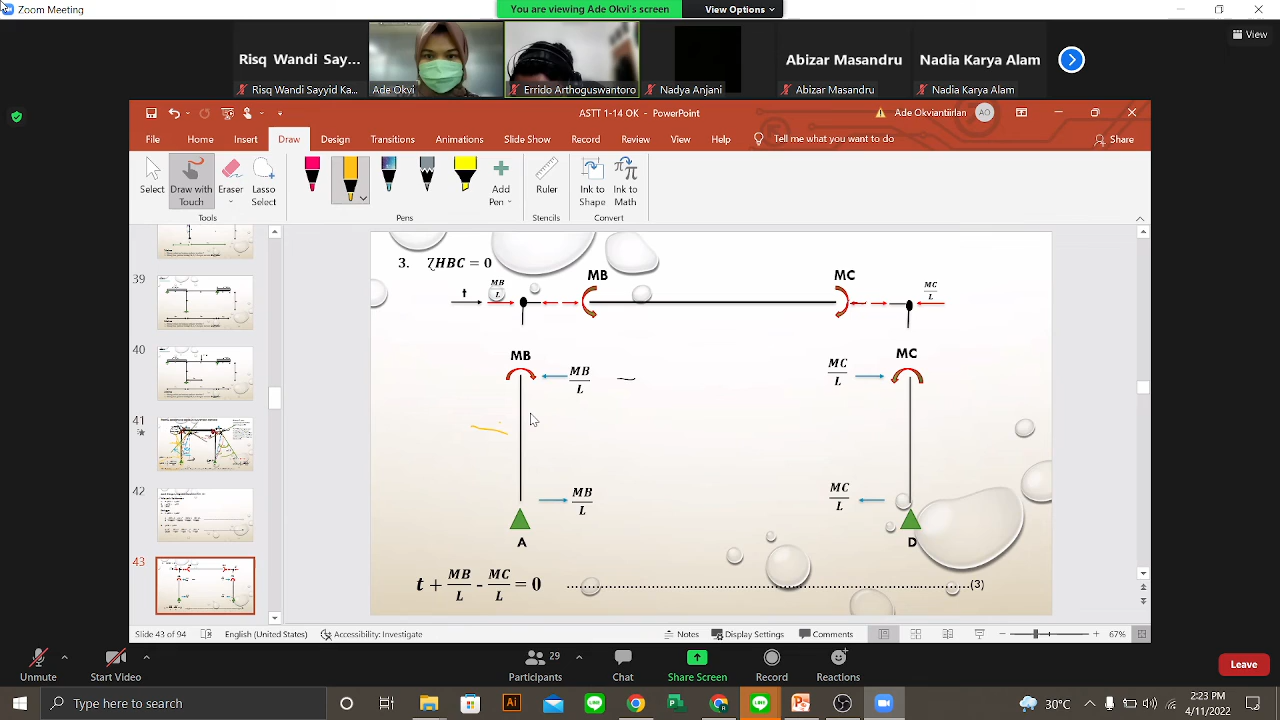 Zoom Meeting
You are viewing Ade Okvi's screen
View Options
View
Risq Wandi Say...
Abizar Masandru
Nadia Karya Alam
Risq Wandi Sayyid Ka...
Ade Okvi
Errido Arthoguswantoro
Nadya Anjani
Abizar Masandru
Nadia Karya Alam
ASTT 1-14 OK - PowerPoint
Ade Okviantiirlan
AO
File
Home
Insert
Draw
Design
Transitions
Animations
Slide Show
Record
Review
View
Help
Tell me what you want to do
Share
Select
Draw with Touch
Eraser
Lasso Select
Add Pen
Ruler
Ink to Shape
Ink to Math
Tools
Pens
Stencils
Convert
39
40
41
42
43
3. ƩHBC = 0
MB
MC
t
MB/L
MC/L
MB
MC
MB/L
MC/L
MB/L
MC/L
A
D
t + MB/L - MC/L = 0 ..........(3)
Slide 43 of 94
English (United States)
Accessibility: Investigate
Notes
Display Settings
Comments
67%
Unmute
Start Video
29
Participants
Chat
Share Screen
Record
Reactions
Leave
Type here to search
Ai
30°C
2:23 PM
4/11/2022